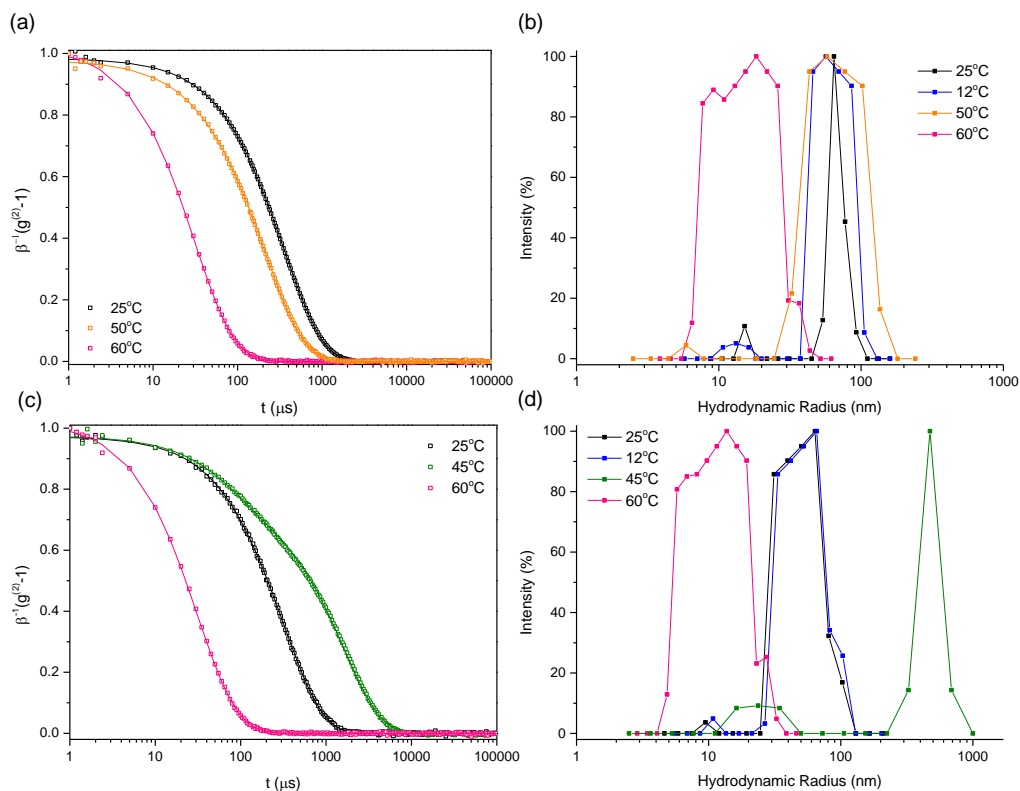 (a)
β⁻¹(g⁽²⁾-1)
1.0
0.8
0.6
0.4
0.2
0.0
25°C
50°C
60°C
1 10 100 1000 10000 100000
t (μs)
(b)
Intensity (%)
100
80
60
40
20
0
25°C
12°C
50°C
60°C
1 10 100 1000
Hydrodynamic Radius (nm)
(c)
β⁻¹(g⁽²⁾-1)
1.0
0.8
0.6
0.4
0.2
0.0
25°C
45°C
60°C
1 10 100 1000 10000 100000
t (μs)
(d)
Intensity (%)
100
80
60
40
20
0
25°C
12°C
45°C
60°C
1 10 100 1000
Hydrodynamic Radius (nm)